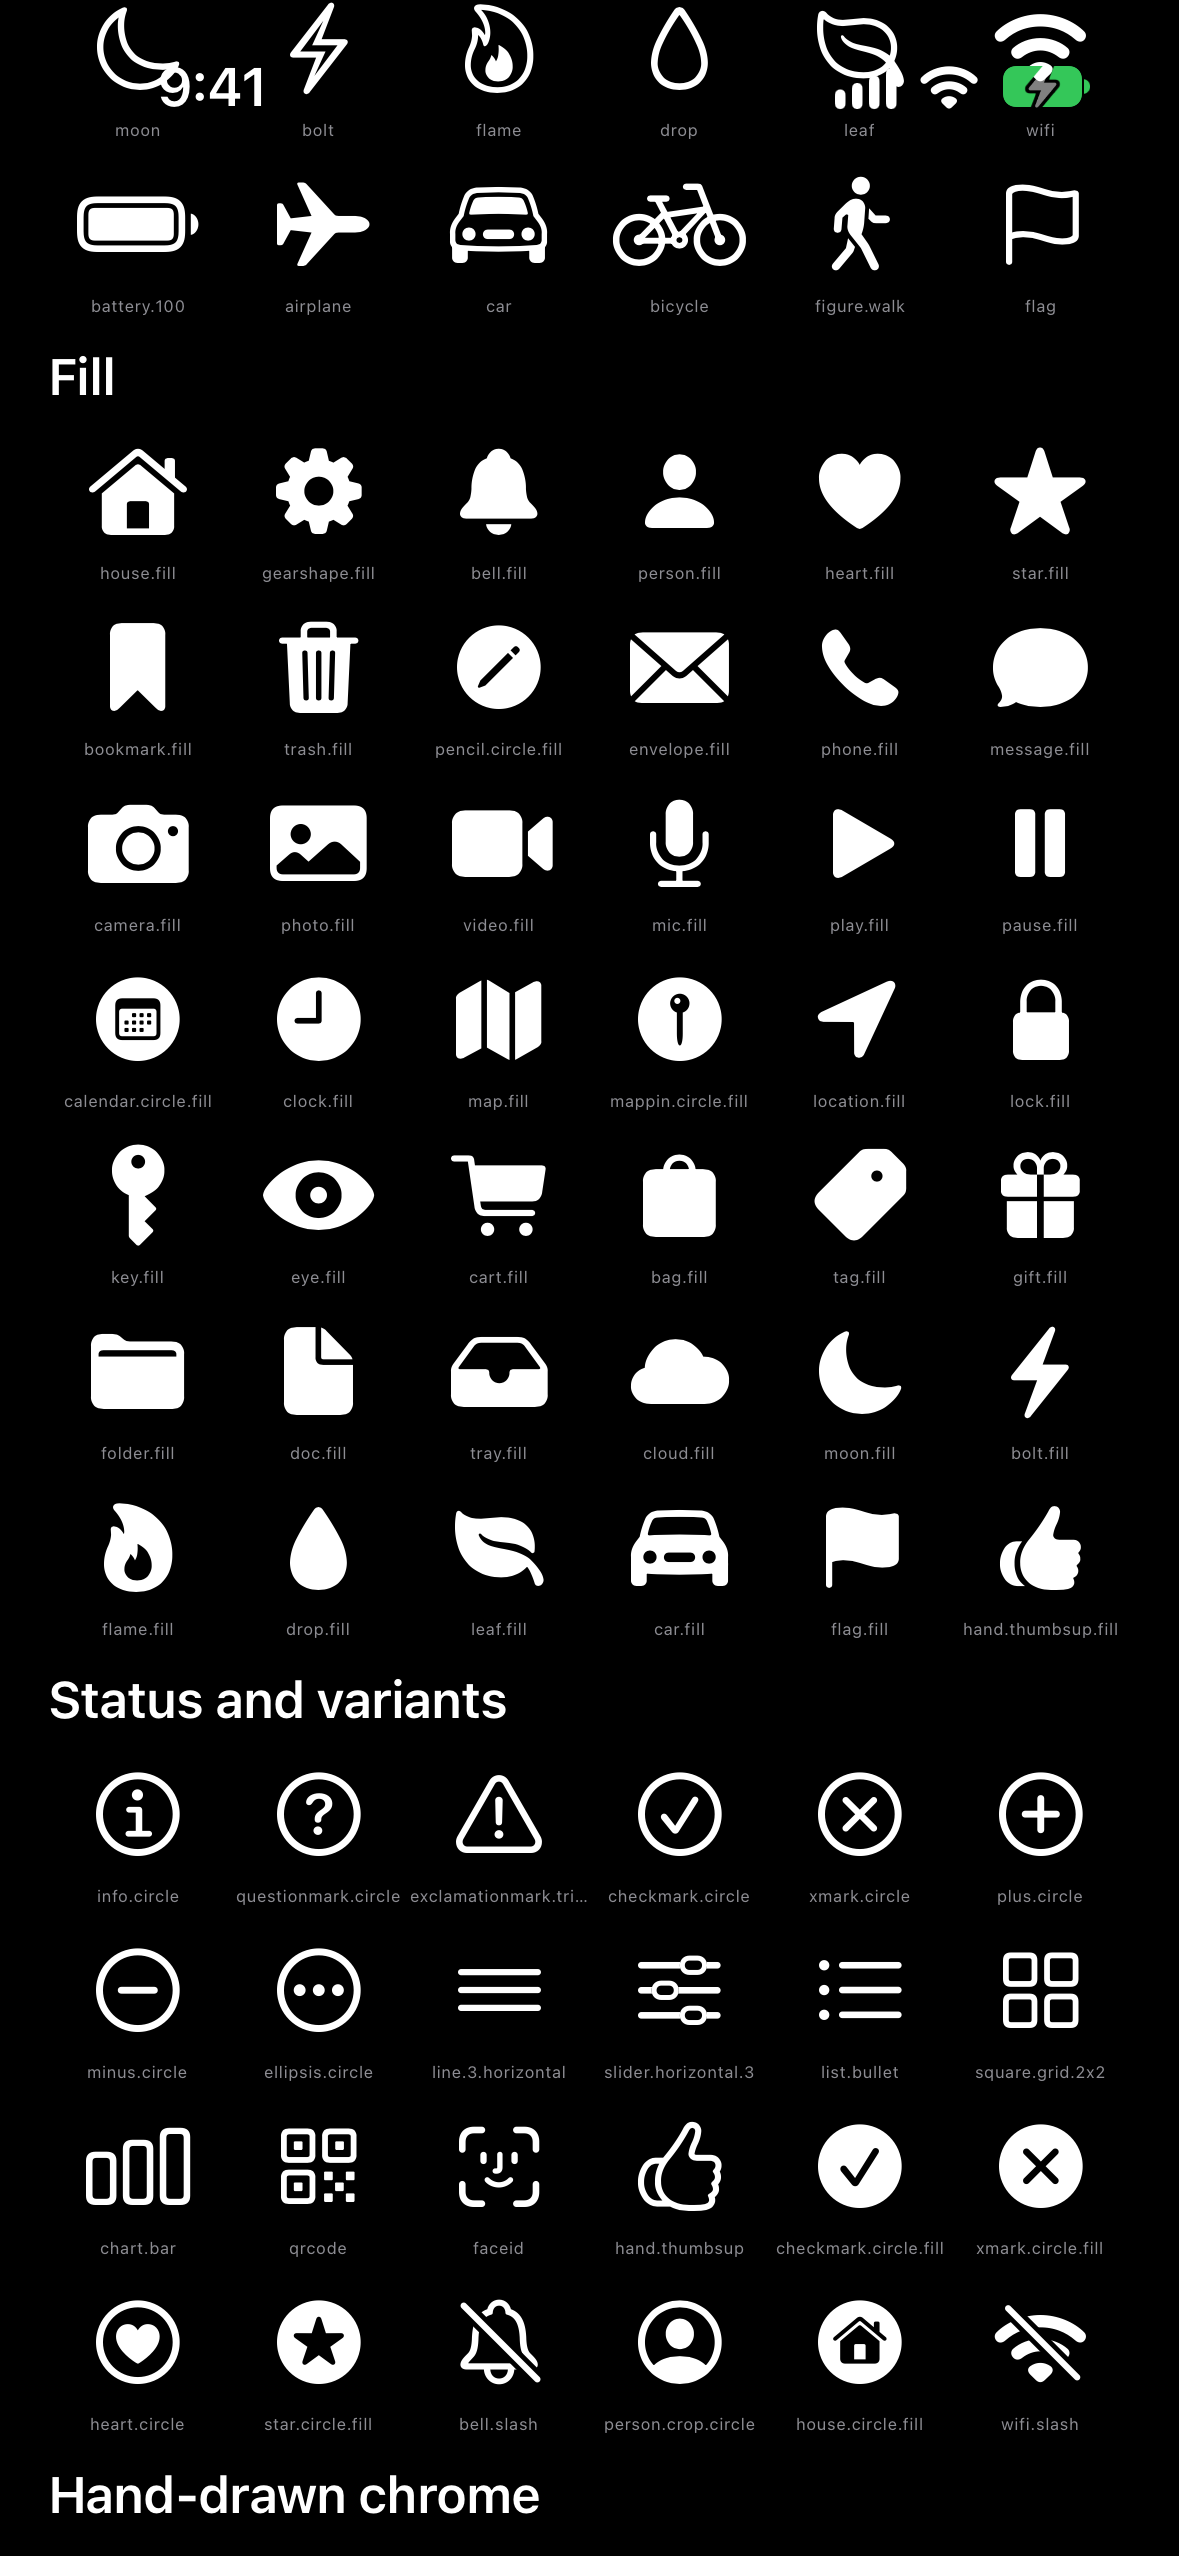 9:41
moon bolt flame drop leaf wifi
battery.100 airplane car bicycle figure.walk flag
Fill
house.fill gearshape.fill bell.fill person.fill heart.fill star.fill
bookmark.fill trash.fill pencil.circle.fill envelope.fill phone.fill message.fill
camera.fill photo.fill video.fill mic.fill play.fill pause.fill
calendar.circle.fill clock.fill map.fill mappin.circle.fill location.fill lock.fill
key.fill eye.fill cart.fill bag.fill tag.fill gift.fill
folder.fill doc.fill tray.fill cloud.fill moon.fill bolt.fill
flame.fill drop.fill leaf.fill car.fill flag.fill hand.thumbsup.fill
Status and variants
info.circle questionmark.circle exclamationmark.tri... checkmark.circle xmark.circle plus.circle
minus.circle ellipsis.circle line.3.horizontal slider.horizontal.3 list.bullet square.grid.2x2
chart.bar qrcode faceid hand.thumbsup checkmark.circle.fill xmark.circle.fill
heart.circle star.circle.fill bell.slash person.crop.circle house.circle.fill wifi.slash
Hand-drawn chrome